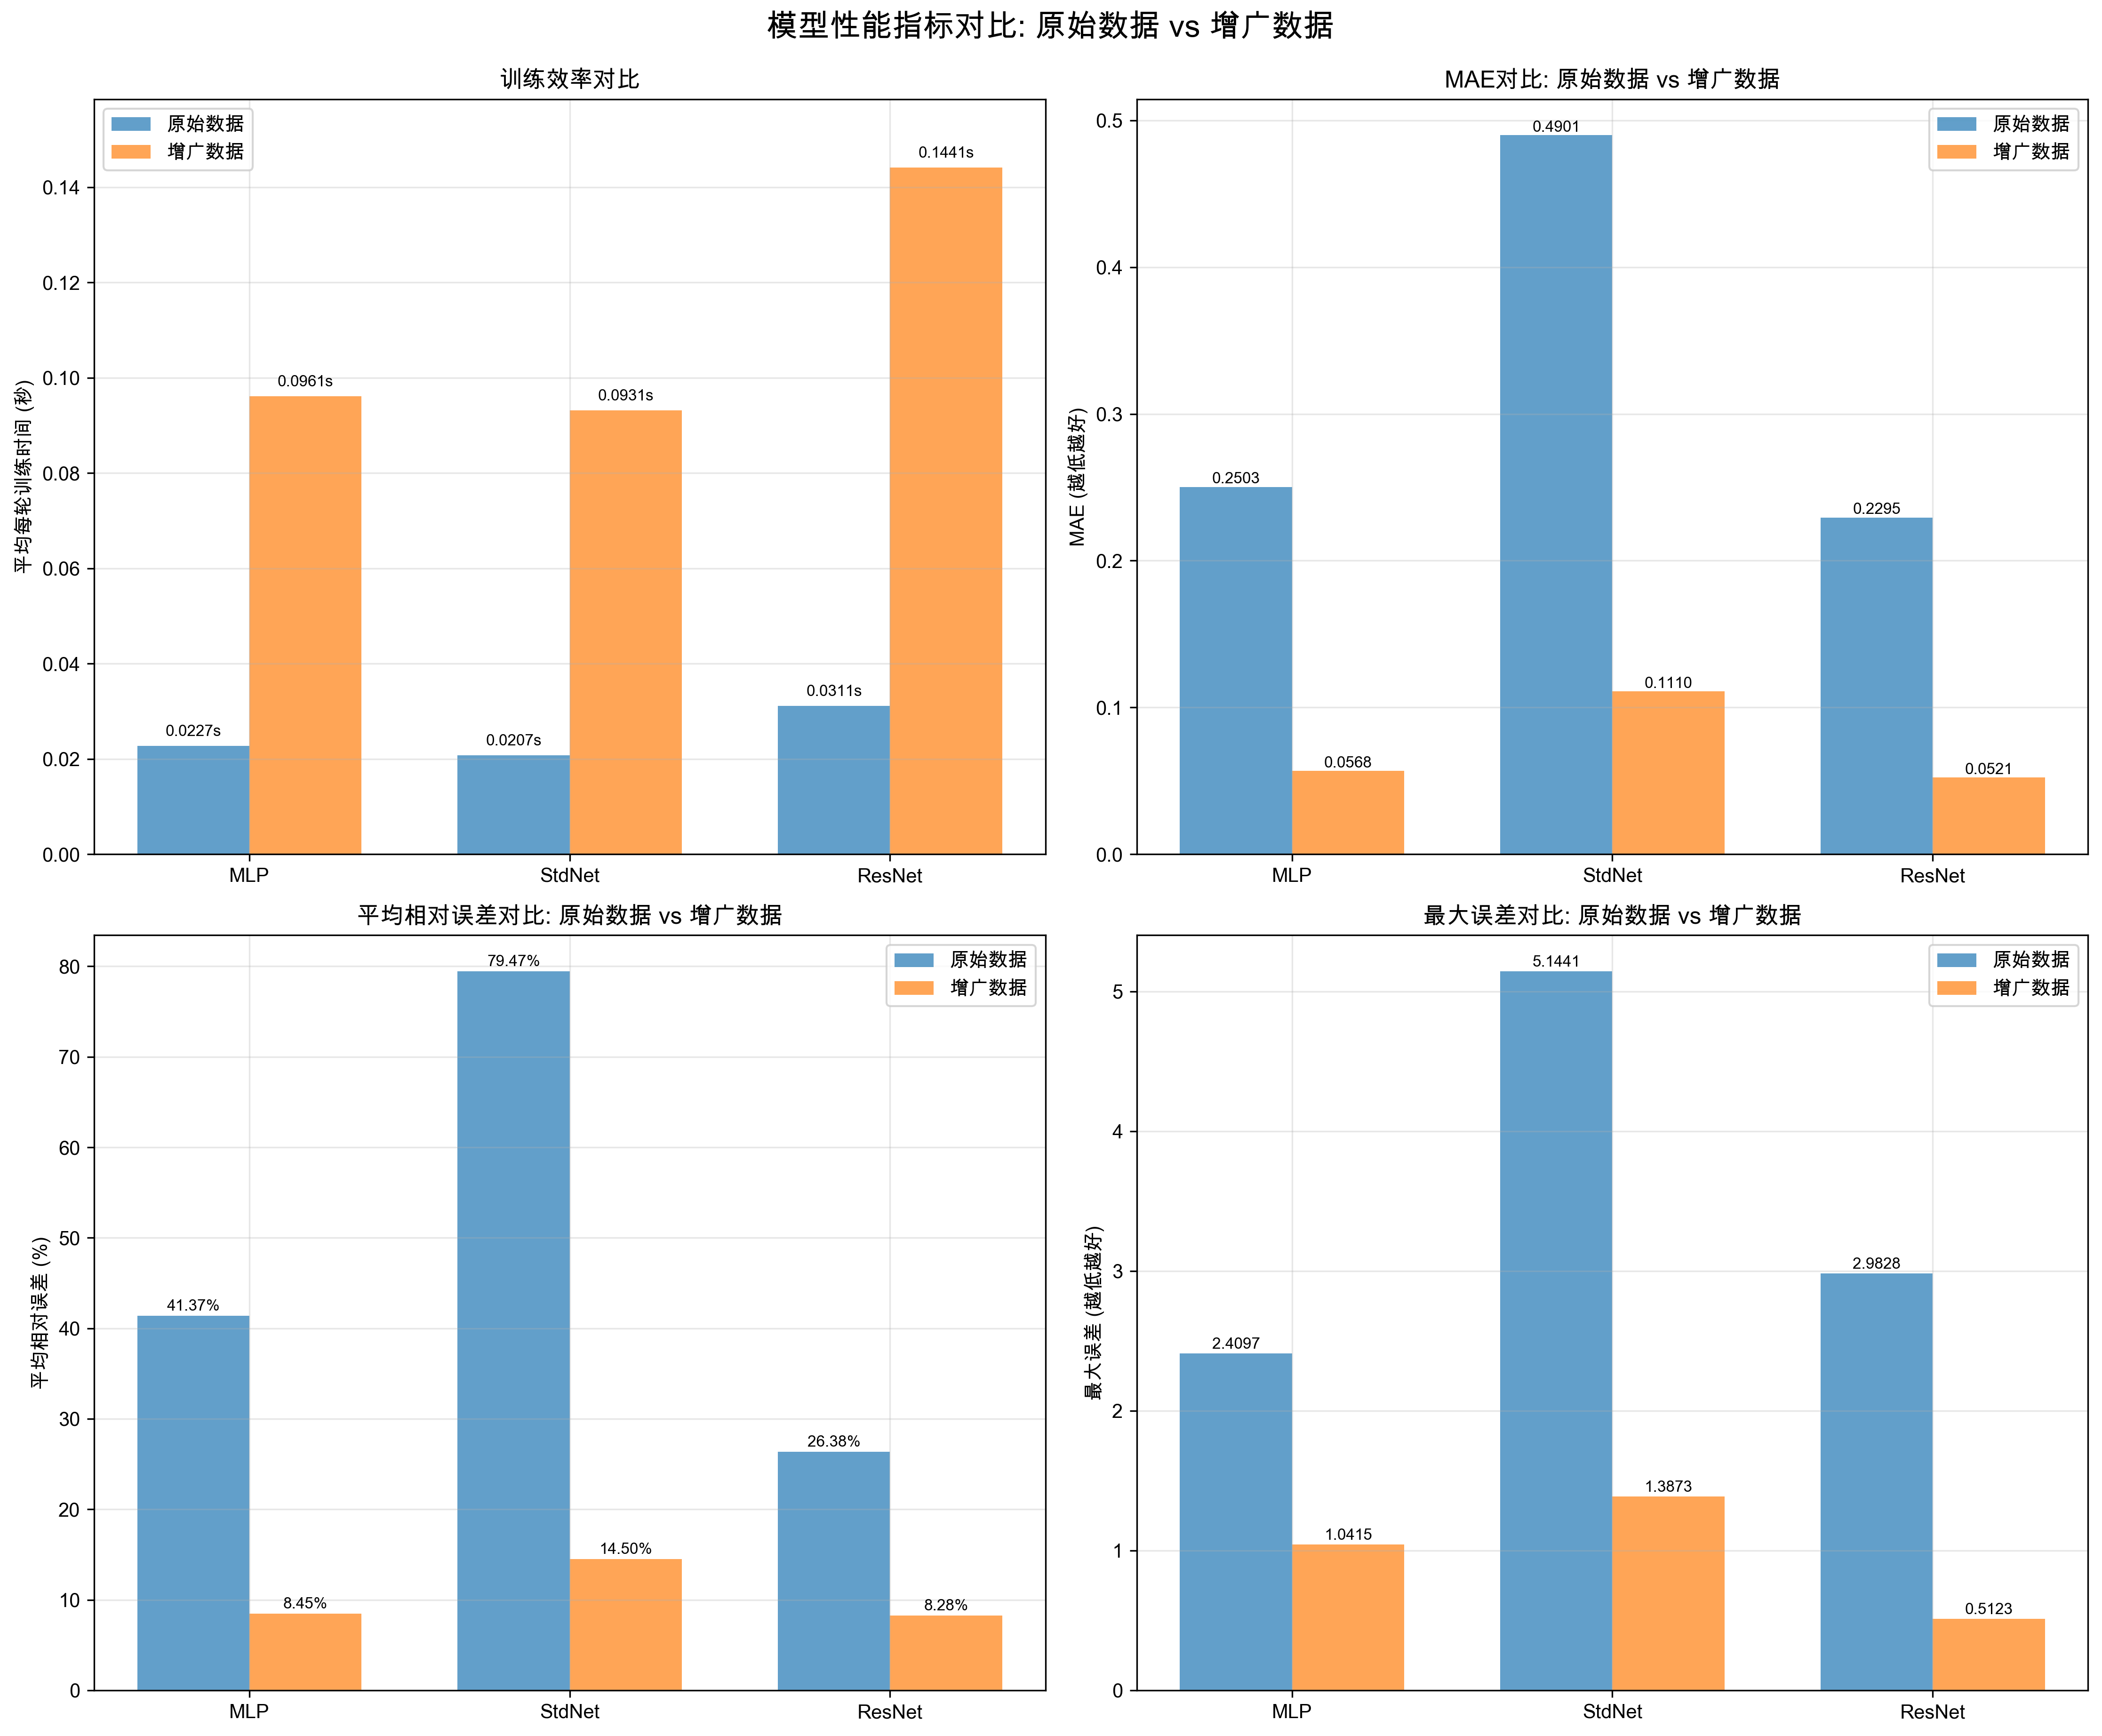 模型性能指标对比: 原始数据 vs 增广数据
训练效率对比
原始数据
增广数据
平均每轮训练时间 (秒)
0.14
0.12
0.10
0.08
0.06
0.04
0.02
0.00
0.0227s
0.0961s
0.0207s
0.0931s
0.0311s
0.1441s
MLP
StdNet
ResNet
MAE对比: 原始数据 vs 增广数据
原始数据
增广数据
MAE (越低越好)
0.5
0.4
0.3
0.2
0.1
0.0
0.2503
0.0568
0.4901
0.1110
0.2295
0.0521
MLP
StdNet
ResNet
平均相对误差对比: 原始数据 vs 增广数据
原始数据
增广数据
平均相对误差 (%)
80
70
60
50
40
30
20
10
0
41.37%
8.45%
79.47%
14.50%
26.38%
8.28%
MLP
StdNet
ResNet
最大误差对比: 原始数据 vs 增广数据
原始数据
增广数据
最大误差 (越低越好)
5
4
3
2
1
0
2.4097
1.0415
5.1441
1.3873
2.9828
0.5123
MLP
StdNet
ResNet